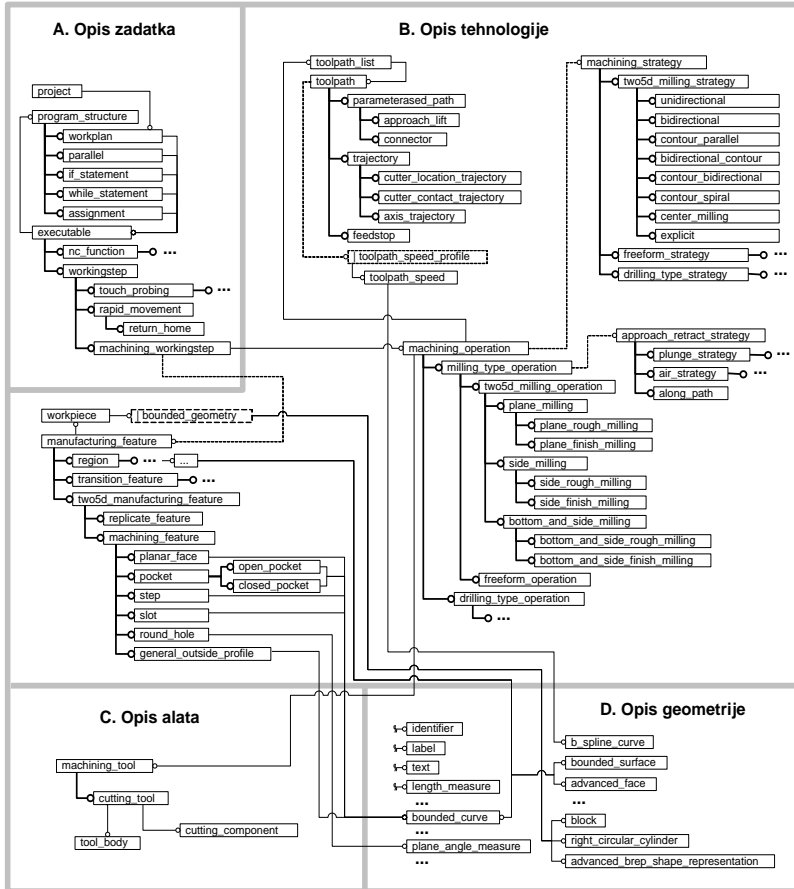 A. Opis zadatka
project
program_structure
workplan
parallel
if_statement
while_statement
assignment
executable
nc_function
...
workingstep
touch_probing
...
rapid_movement
return_home
machining_workingstep
B. Opis tehnologije
toolpath_list
toolpath
parameterased_path
approach_lift
connector
trajectory
cutter_location_trajectory
cutter_contact_trajectory
axis_trajectory
feedstop
toolpath_speed_profile
toolpath_speed
machining_strategy
two5d_milling_strategy
unidirectional
bidirectional
contour_parallel
bidirectional_contour
contour_bidirectional
contour_spiral
center_milling
explicit
freeform_strategy
...
drilling_type_strategy
...
machining_operation
milling_type_operation
two5d_milling_operation
plane_milling
plane_rough_milling
plane_finish_milling
side_milling
side_rough_milling
side_finish_milling
bottom_and_side_milling
bottom_and_side_rough_milling
bottom_and_side_finish_milling
freeform_operation
drilling_type_operation
...
approach_retract_strategy
plunge_strategy
...
air_strategy
...
along_path
workpiece
bounded_geometry
manufacturing_feature
region
...
...
transition_feature
...
two5d_manufacturing_feature
replicate_feature
machining_feature
planar_face
pocket
open_pocket
closed_pocket
step
slot
round_hole
general_outside_profile
C. Opis alata
machining_tool
cutting_tool
tool_body
cutting_component
D. Opis geometrije
identifier
label
text
length_measure
...
bounded_curve
...
plane_angle_measure
...
b_spline_curve
bounded_surface
advanced_face
...
block
right_circular_cylinder
advanced_brep_shape_representation